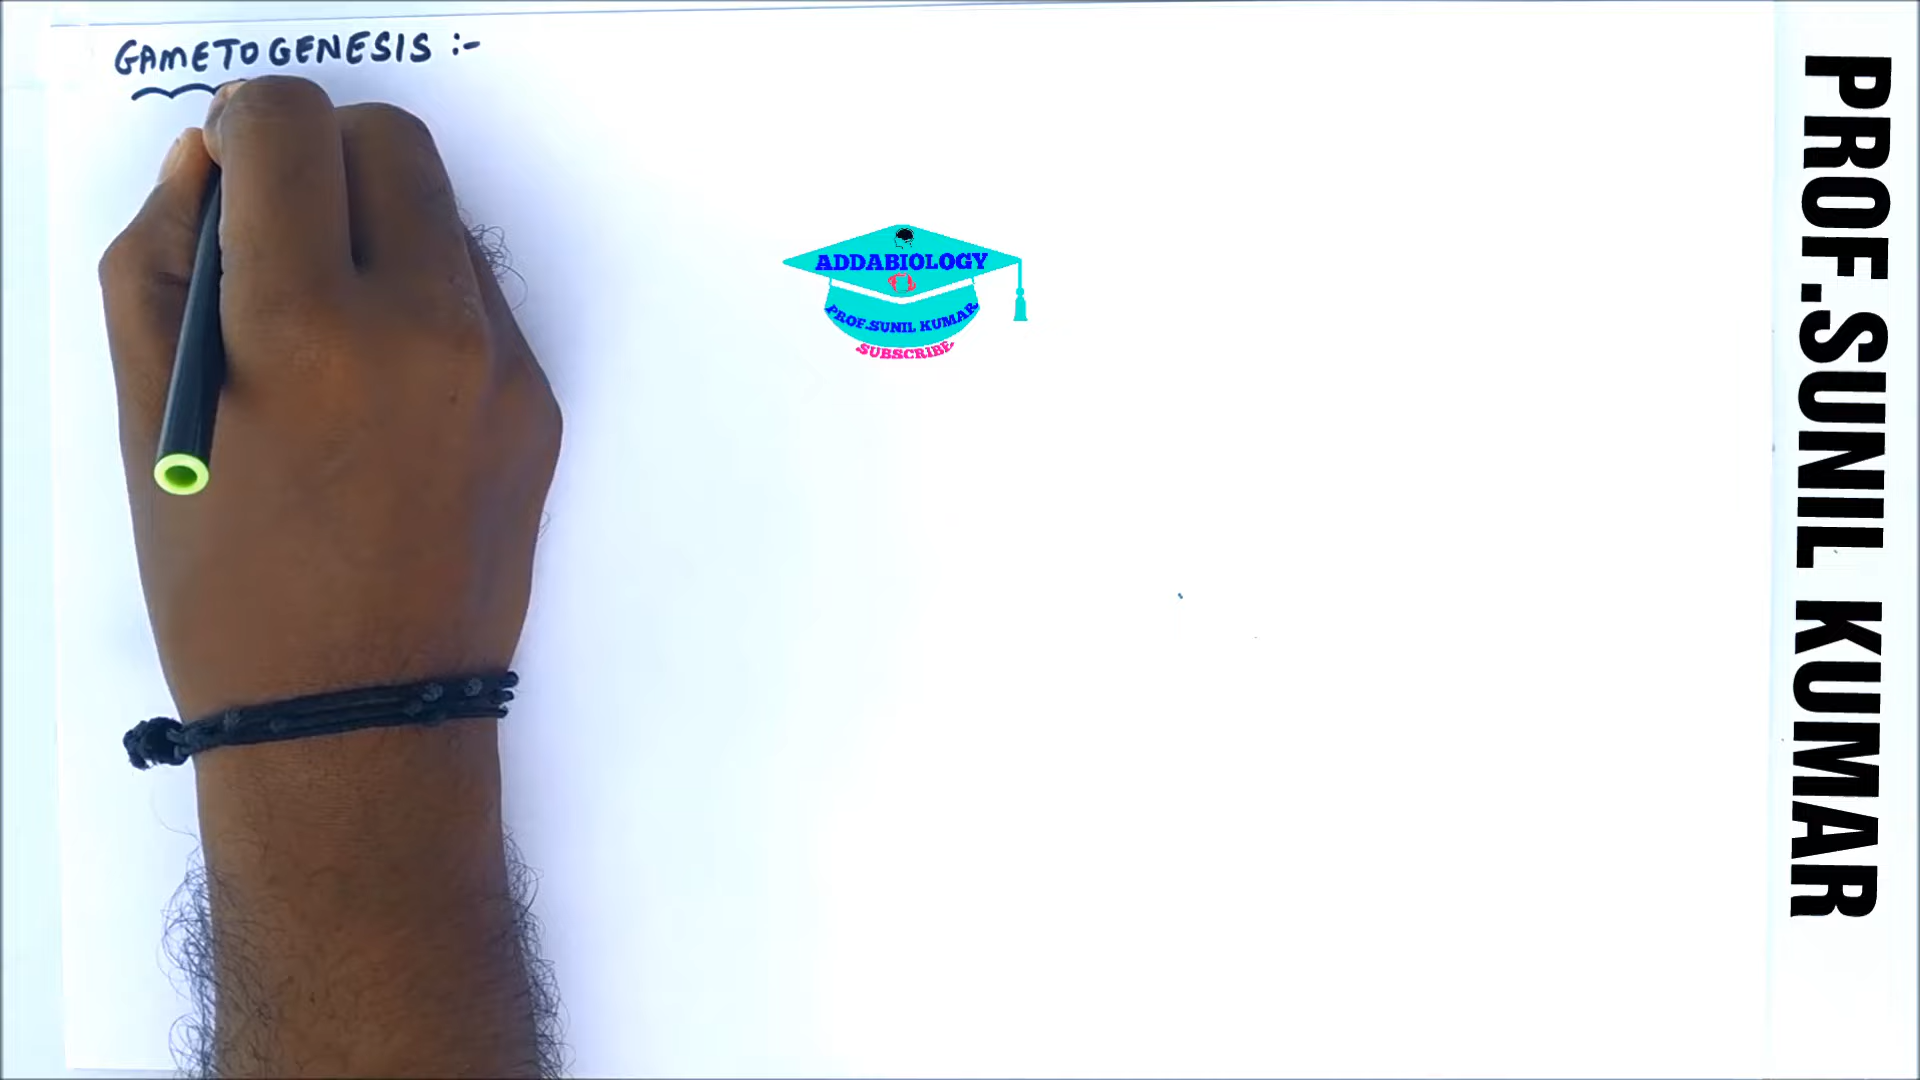 GAMETOGENESIS :-
ADDABIOLOGY
PROF.SUNIL KUMAR
SUBSCRIBE
PROF.SUNIL KUMAR